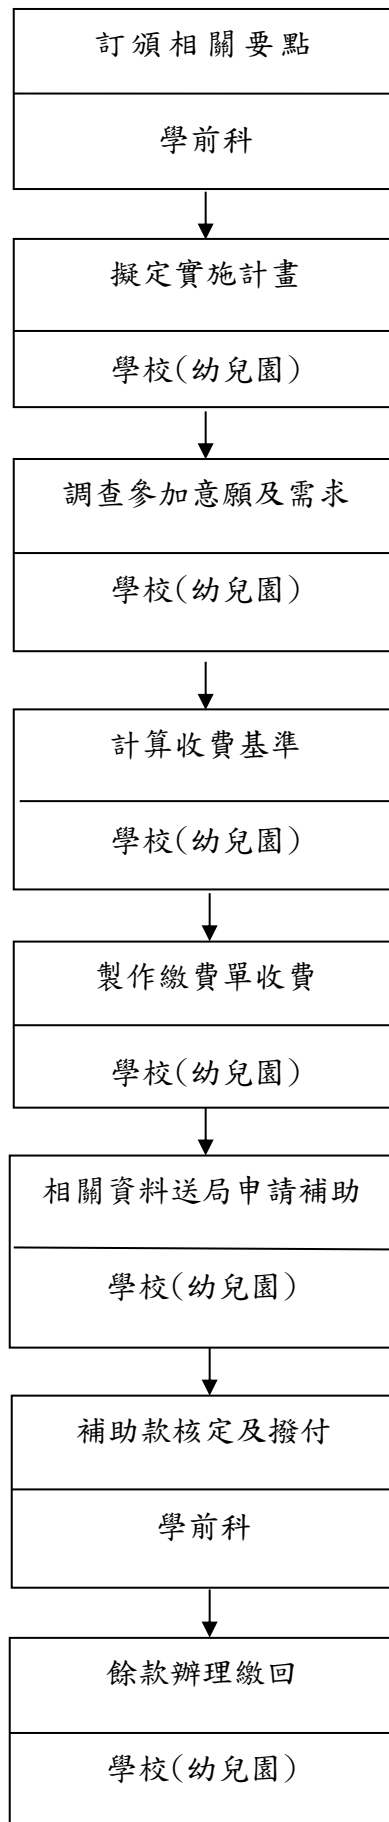 訂頒相關要點
學前科
擬定實施計畫
學校(幼兒園)
調查參加意願及需求
學校(幼兒園)
計算收費基準
學校(幼兒園)
製作繳費單收費
學校(幼兒園)
相關資料送局申請補助
學校(幼兒園)
補助款核定及撥付
學前科
餘款辦理繳回
學校(幼兒園)